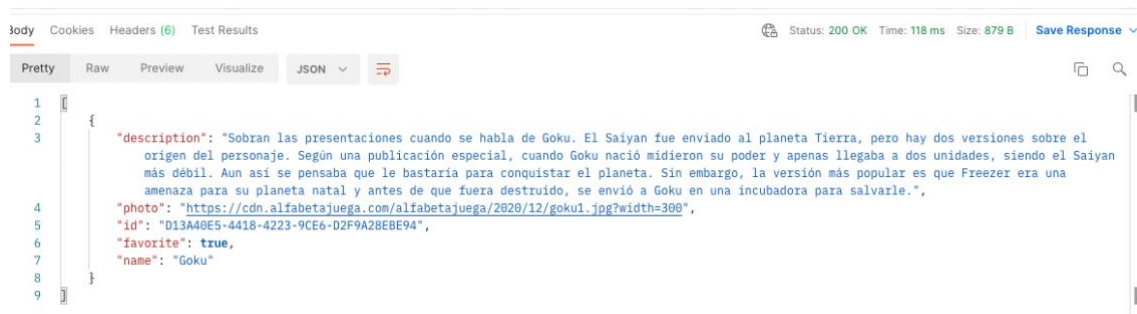 Body Cookies Headers (6) Test Results Status: 200 OK Time: 118 ms Size: 879 B Save Response
Pretty Raw Preview Visualize JSON
1 [
2 {
3 "description": "Sobran las presentaciones cuando se habla de Goku. El Saiyan fue enviado al planeta Tierra, pero hay dos versiones sobre el
origen del personaje. Según una publicación especial, cuando Goku nació midieron su poder y apenas llegaba a dos unidades, siendo el Saiyan
más débil. Aun así se pensaba que le bastaría para conquistar el planeta. Sin embargo, la versión más popular es que Freezer era una
amenaza para su planeta natal y antes de que fuera destruido, se envió a Goku en una incubadora para salvarle.",
4 "photo": "https://cdn.alfabetajuega.com/alfabetajuega/2020/12/goku1.jpg?width=300",
5 "id": "D13A40E5-4418-4223-9CE6-D2F9A28EBE94",
6 "favorite": true,
7 "name": "Goku"
8 }
9 ]